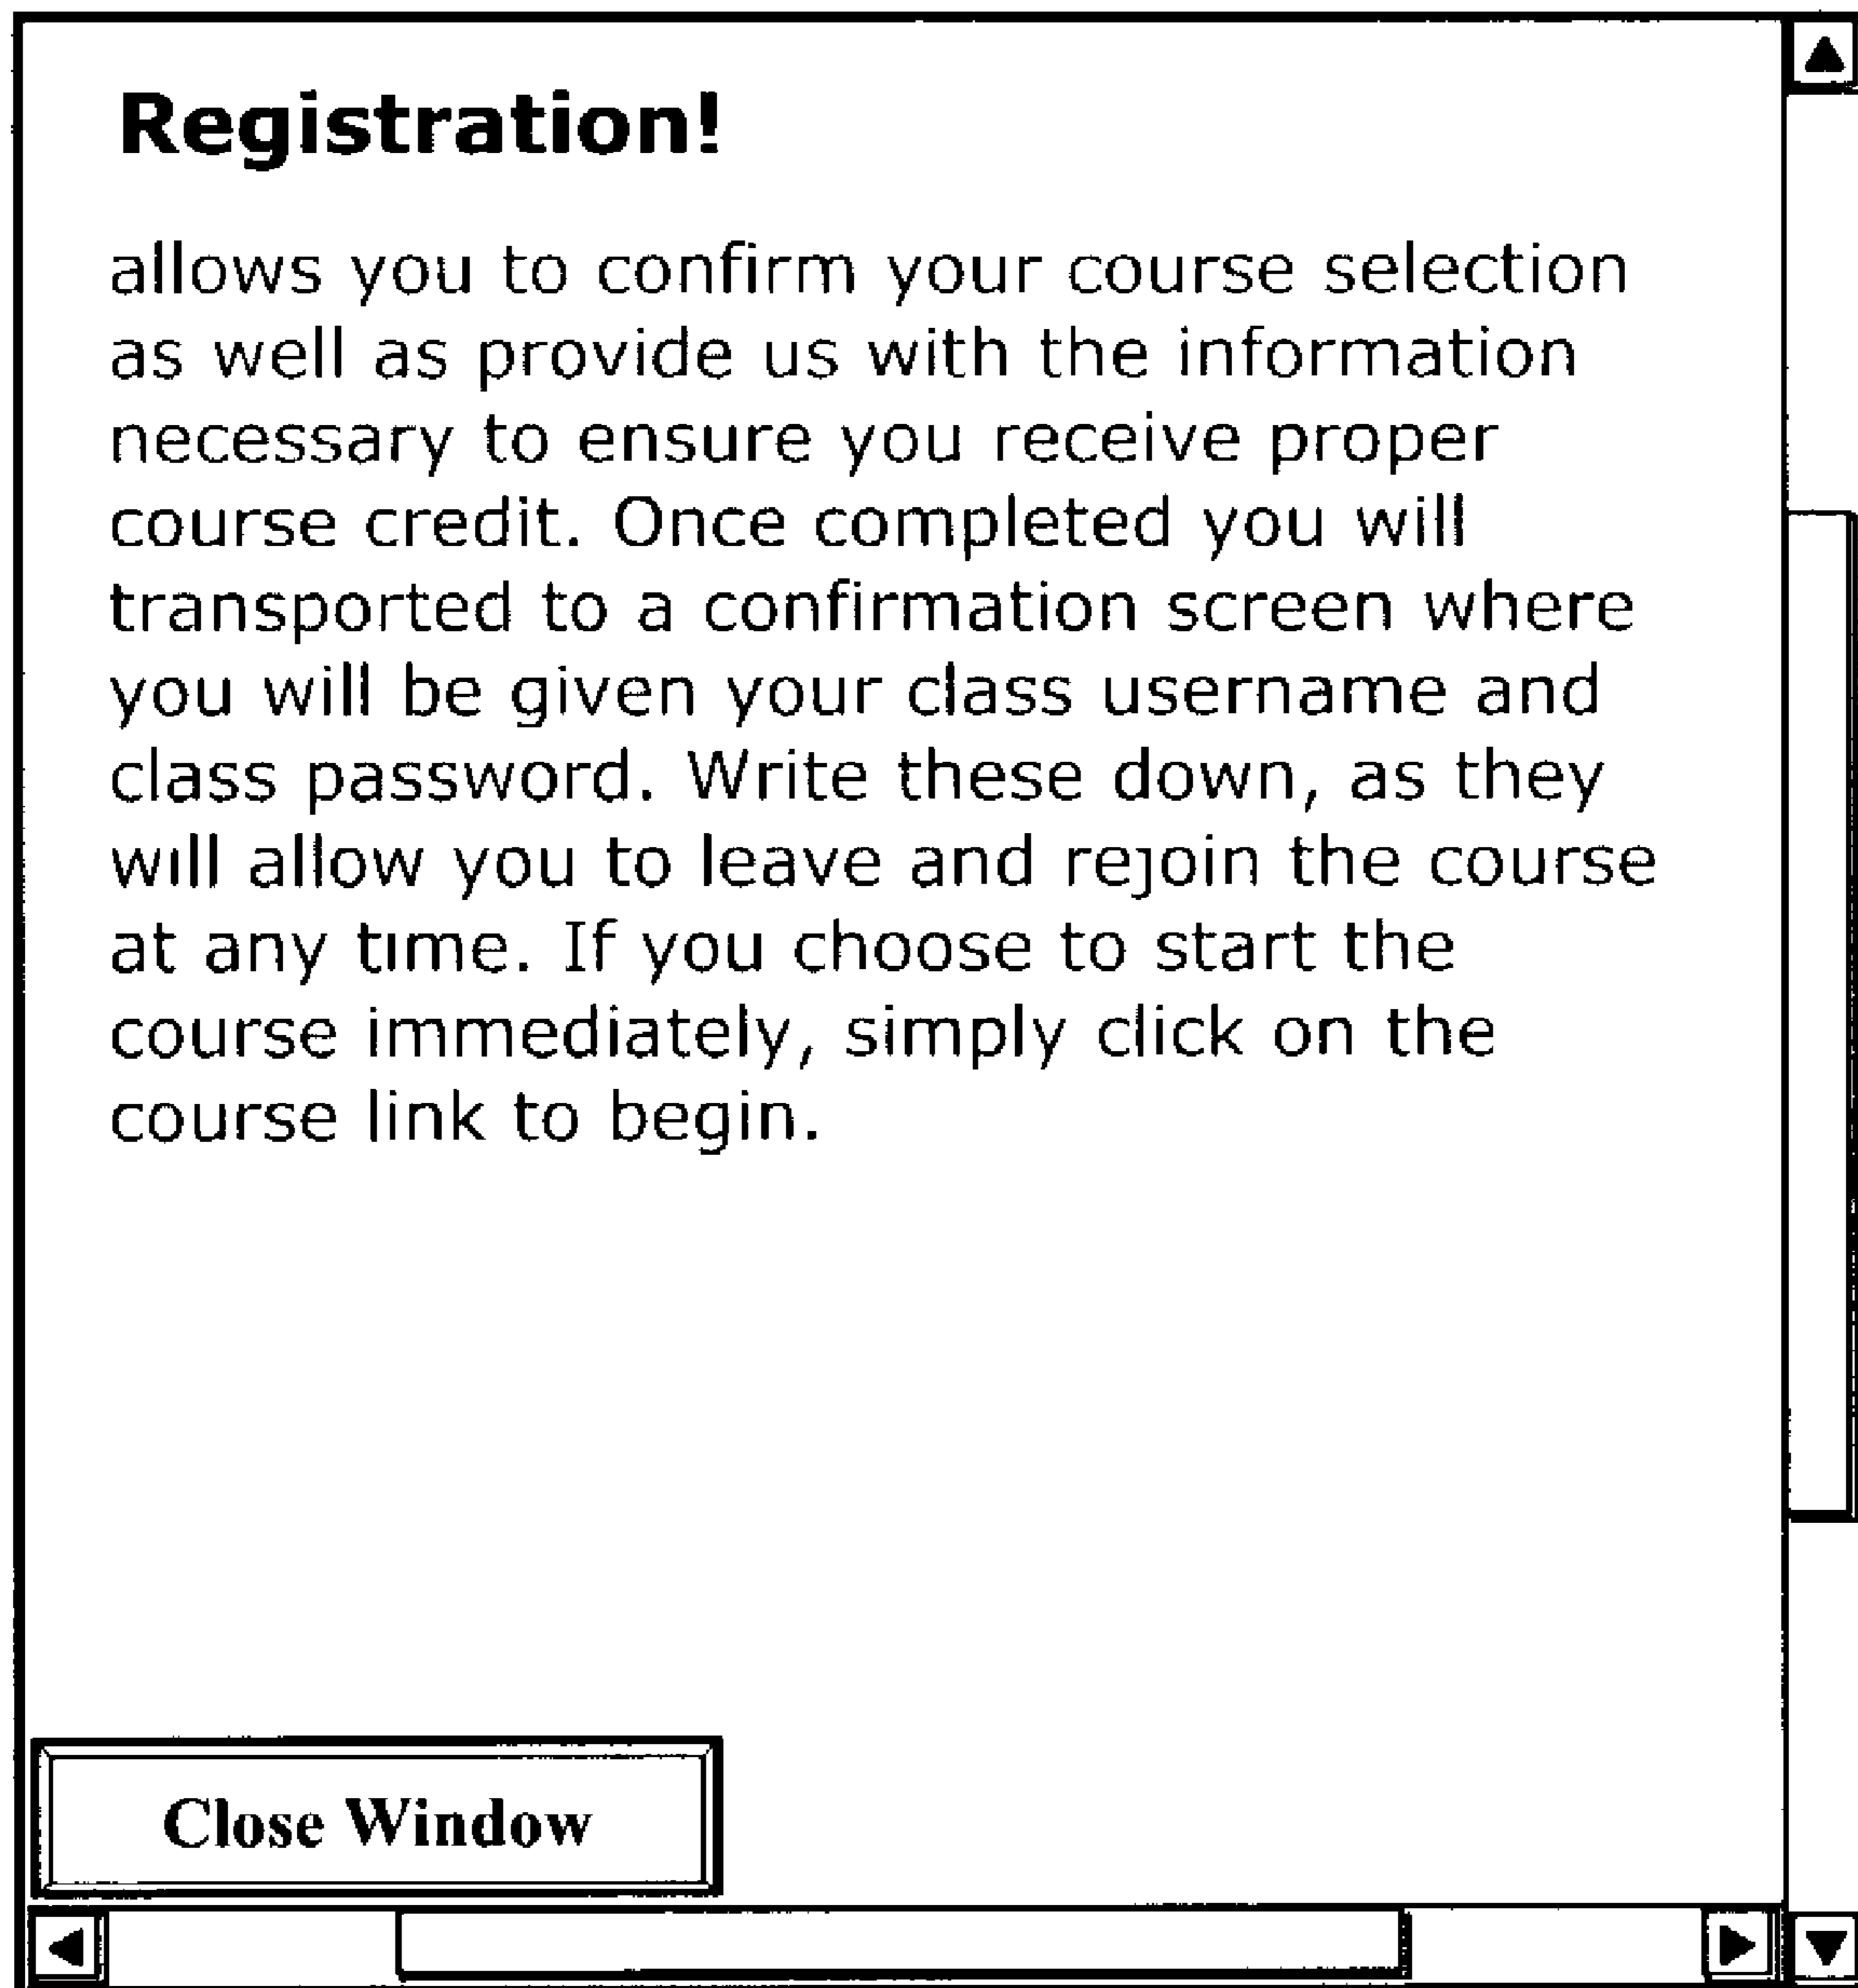 Registration!
allows you to confirm your course selection
as well as provide us with the information
necessary to ensure you receive proper
course credit. Once completed you will
transported to a confirmation screen where
you will be given your class username and
class password. Write these down, as they
will allow you to leave and rejoin the course
at any time. If you choose to start the
course immediately, simply click on the
course link to begin.
Close Window